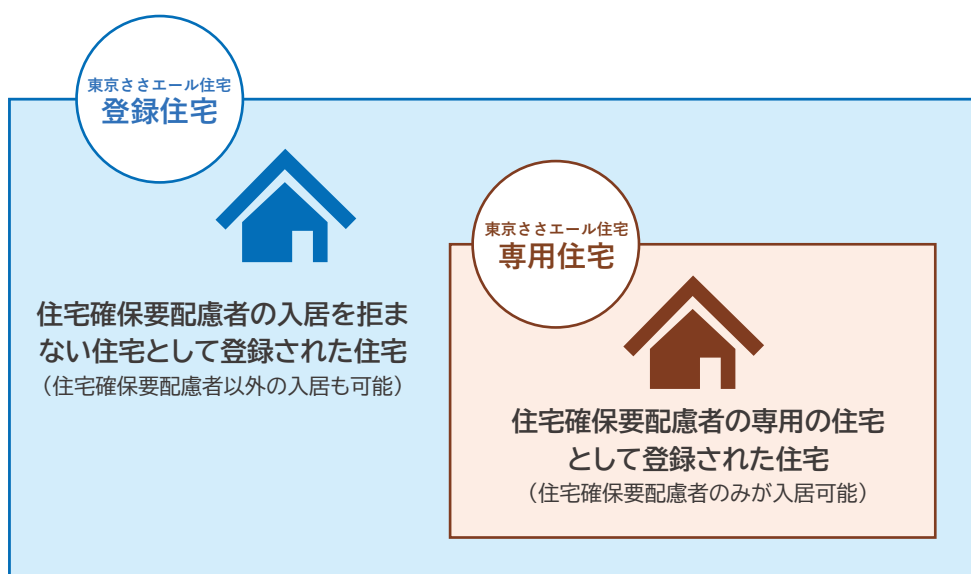 東京ささエール住宅
登録住宅
住宅確保要配慮者の入居を拒ま
ない住宅として登録された住宅
（住宅確保要配慮者以外の入居も可能）
東京ささエール住宅
専用住宅
住宅確保要配慮者の専用の住宅
として登録された住宅
（住宅確保要配慮者のみが入居可能）